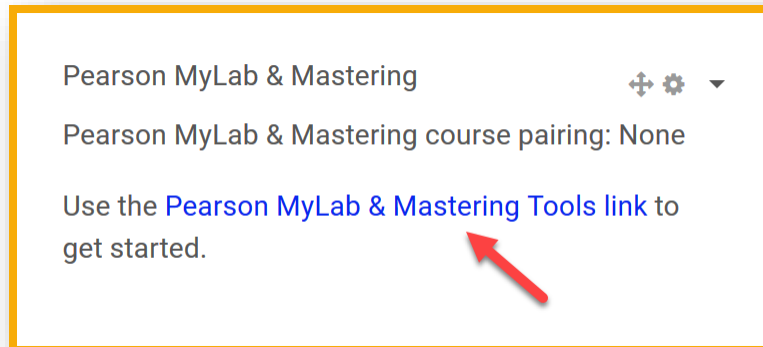 Pearson MyLab & Mastering
Pearson MyLab & Mastering course pairing: None
Use the Pearson MyLab & Mastering Tools link to
get started.